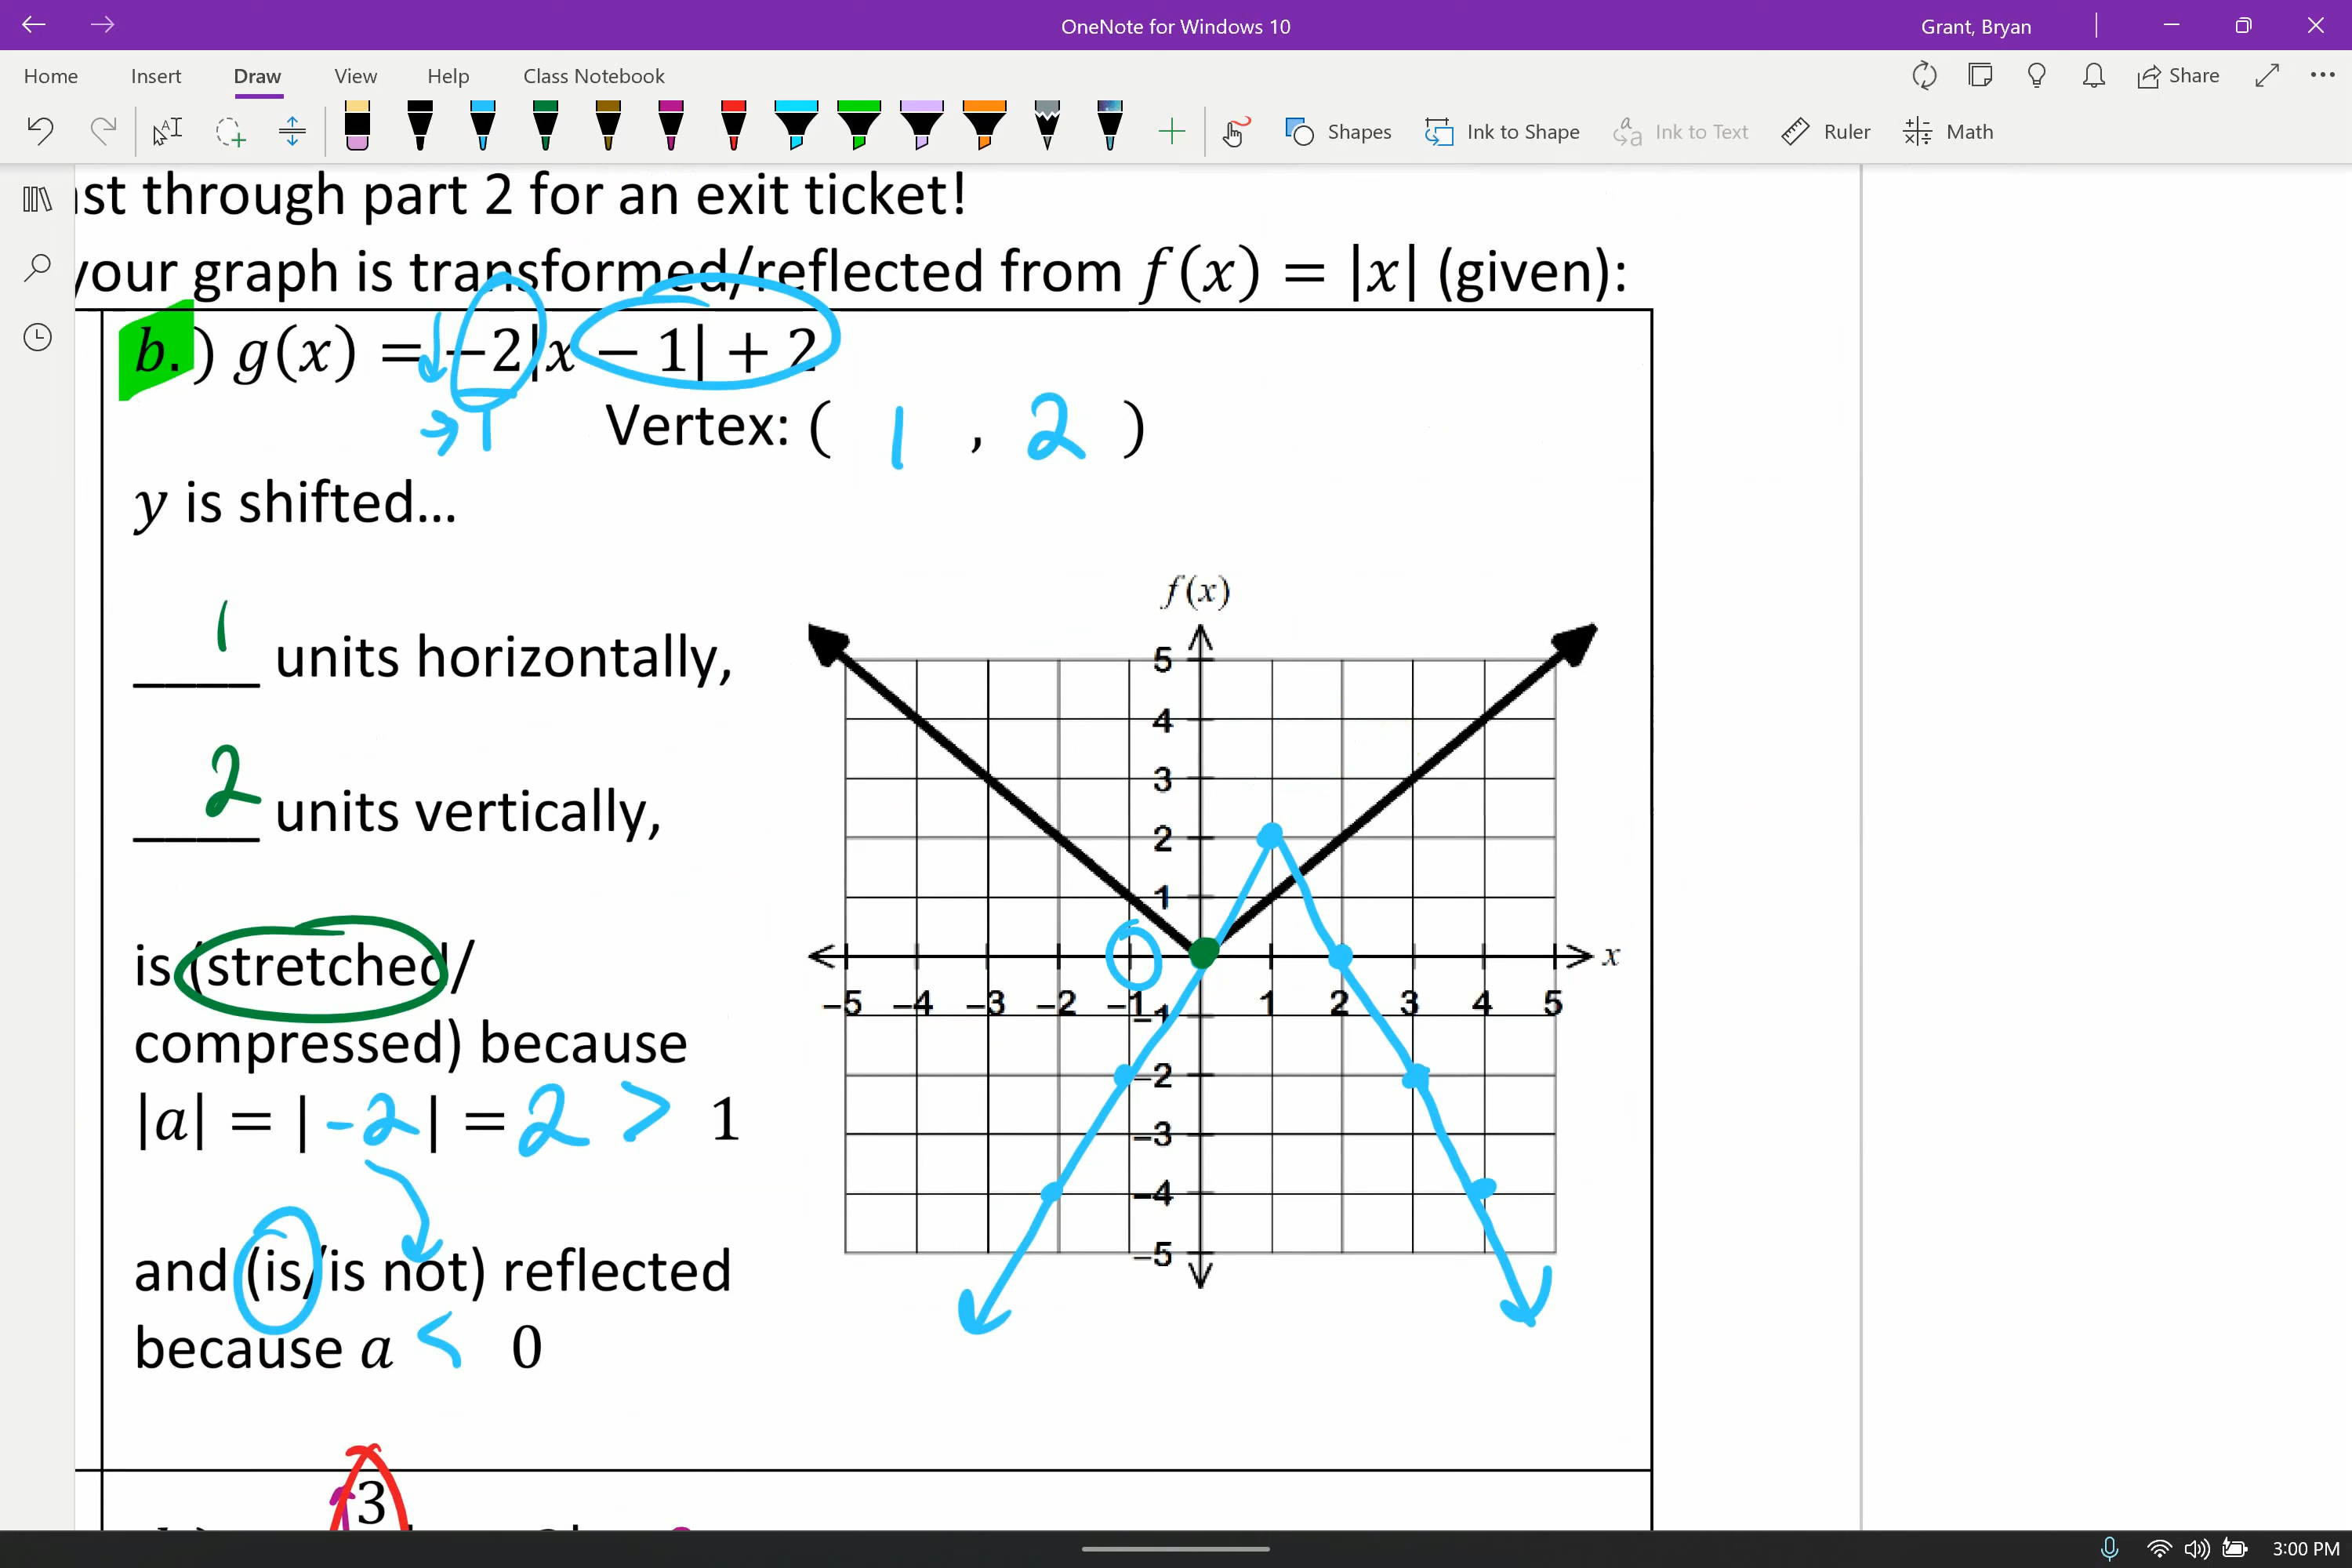 OneNote for Windows 10
Grant, Bryan
Home Insert Draw View Help Class Notebook Share
Shapes Ink to Shape Ink to Text Ruler Math
st through part 2 for an exit ticket!
your graph is transformed/reflected from f(x) = |x| (given):
b.) g(x) = −2|x − 1| + 2
→ 1
Vertex: ( 1 , 2 )
y is shifted...
1 units horizontally,
2 units vertically,
is (stretched/
compressed) because
|a| = |-2| = 2 > 1
and (is/is not) reflected
because a < 0
f(x)
5
4
3
2
1
x
−5 −4 −3 −2 −1 1 2 3 4 5
−1
−2
−3
−4
−5
3
3:00 PM